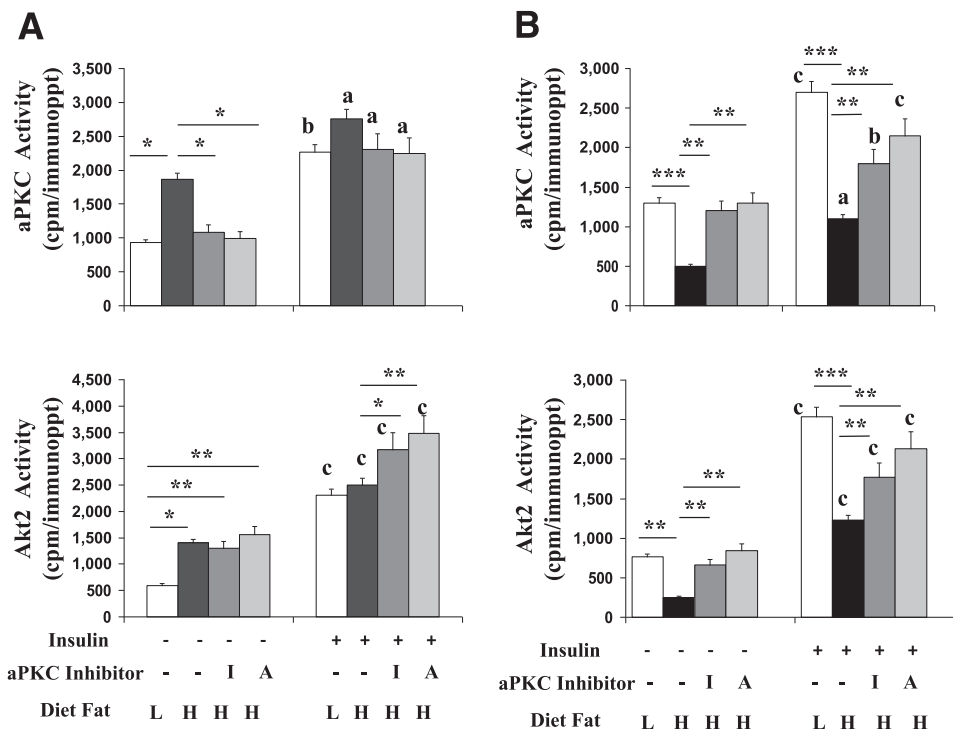 A
aPKC Activity
(cpm/immunoppt)
3,500
3,000
2,500
2,000
1,500
1,000
500
0
*
*
*
b
a
a
a
Akt2 Activity
(cpm/immunoppt)
4,500
4,000
3,500
3,000
2,500
2,000
1,500
1,000
500
0
**
**
*
**
*
c
c
c
c
Insulin - - - - + + + +
aPKC Inhibitor - - I A - - I A
Diet Fat L H H H L H H H
B
aPKC Activity
(cpm/immunoppt)
3,000
2,500
2,000
1,500
1,000
500
0
***
**
**
***
**
**
c
a
b
c
Akt2 Activity
(cpm/immunoppt)
3,000
2,500
2,000
1,500
1,000
500
0
**
**
**
***
**
**
c
c
c
c
Insulin - - - - + + + +
aPKC Inhibitor - - I A - - I A
Diet Fat L H H H L H H H